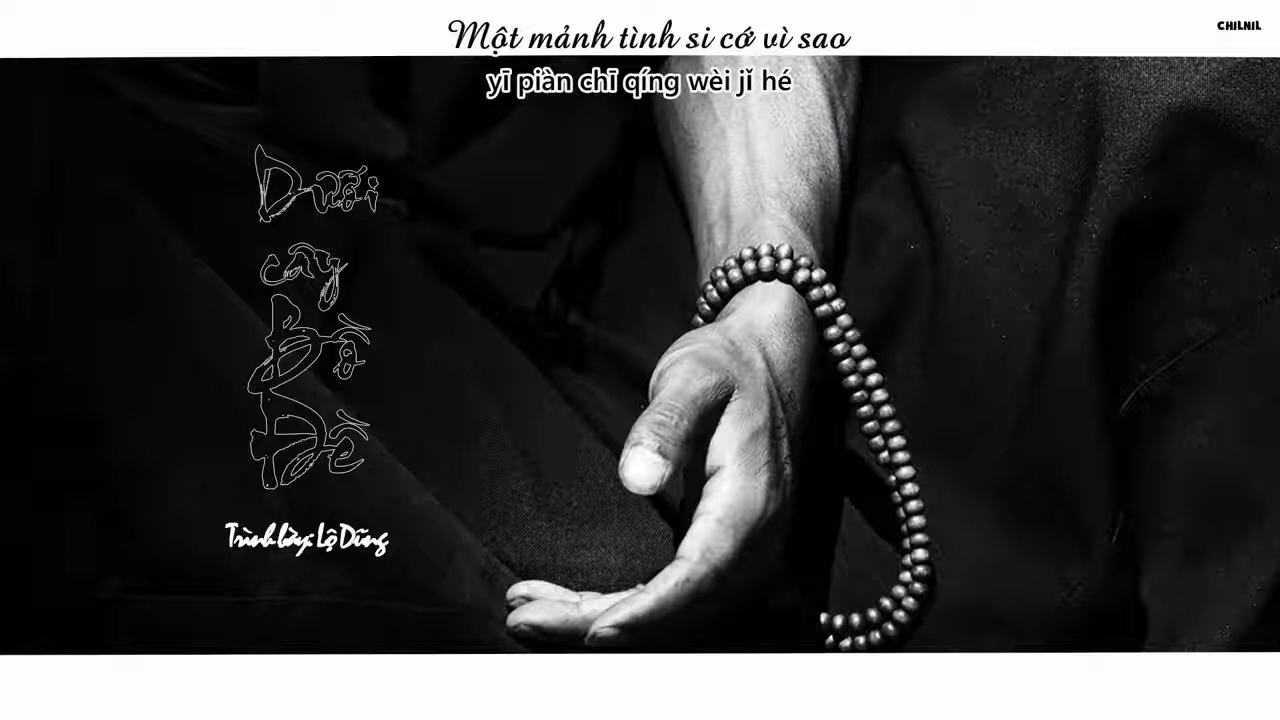 Một mảnh tình si cớ vì sao
CHILNIL
yī piàn chī qíng wèi jǐ hé
Dưới
cây
Bồ
Đề
Trình bày: Lộ Dũng